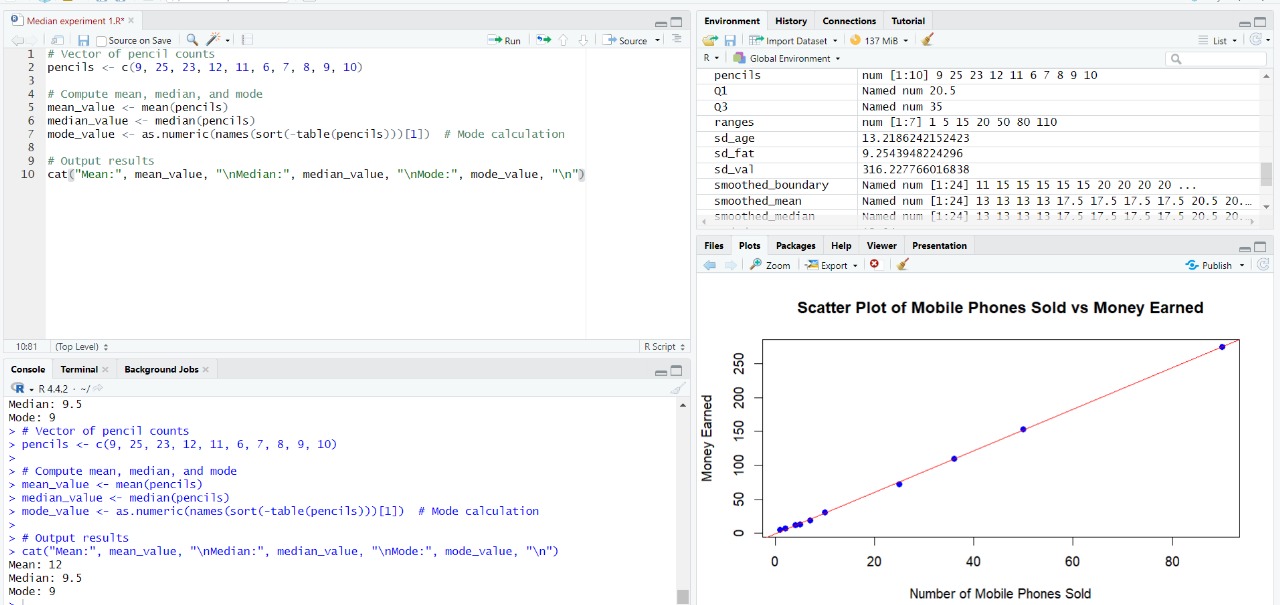 Median experiment 1.R*
Source on Save
Run
Source
1 # Vector of pencil counts
2 pencils <- c(9, 25, 23, 12, 11, 6, 7, 8, 9, 10)
3
4 # Compute mean, median, and mode
5 mean_value <- mean(pencils)
6 median_value <- median(pencils)
7 mode_value <- as.numeric(names(sort(-table(pencils)))[1])  # Mode calculation
8
9 # Output results
10 cat("Mean:", mean_value, "\nMedian:", median_value, "\nMode:", mode_value, "\n")
10:81 (Top Level) R Script
Console Terminal Background Jobs
R R 4.4.2 · ~/
Median: 9.5
Mode: 9
> # Vector of pencil counts
> pencils <- c(9, 25, 23, 12, 11, 6, 7, 8, 9, 10)
>
> # Compute mean, median, and mode
> mean_value <- mean(pencils)
> median_value <- median(pencils)
> mode_value <- as.numeric(names(sort(-table(pencils)))[1])  # Mode calculation
>
> # Output results
> cat("Mean:", mean_value, "\nMedian:", median_value, "\nMode:", mode_value, "\n")
Mean: 12
Median: 9.5
Mode: 9
>
Environment History Connections Tutorial
Import Dataset 137 MiB List
R Global Environment
pencils num [1:10] 9 25 23 12 11 6 7 8 9 10
Q1 Named num 20.5
Q3 Named num 35
ranges num [1:7] 1 5 15 20 50 80 110
sd_age 13.2186242152423
sd_fat 9.2543948224296
sd_val 316.227766016838
smoothed_boundary Named num [1:24] 11 15 15 15 15 15 20 20 20 20 ...
smoothed_mean Named num [1:24] 13 13 13 13 17.5 17.5 17.5 17.5 20.5 20...
smoothed_median Named num [1:24] 13 13 13 13 17.5 17.5 17.5 17.5 20.5 20...
Files Plots Packages Help Viewer Presentation
Zoom Export Publish
Scatter Plot of Mobile Phones Sold vs Money Earned
Money Earned
250
200
150
100
50
0
0 20 40 60 80
Number of Mobile Phones Sold